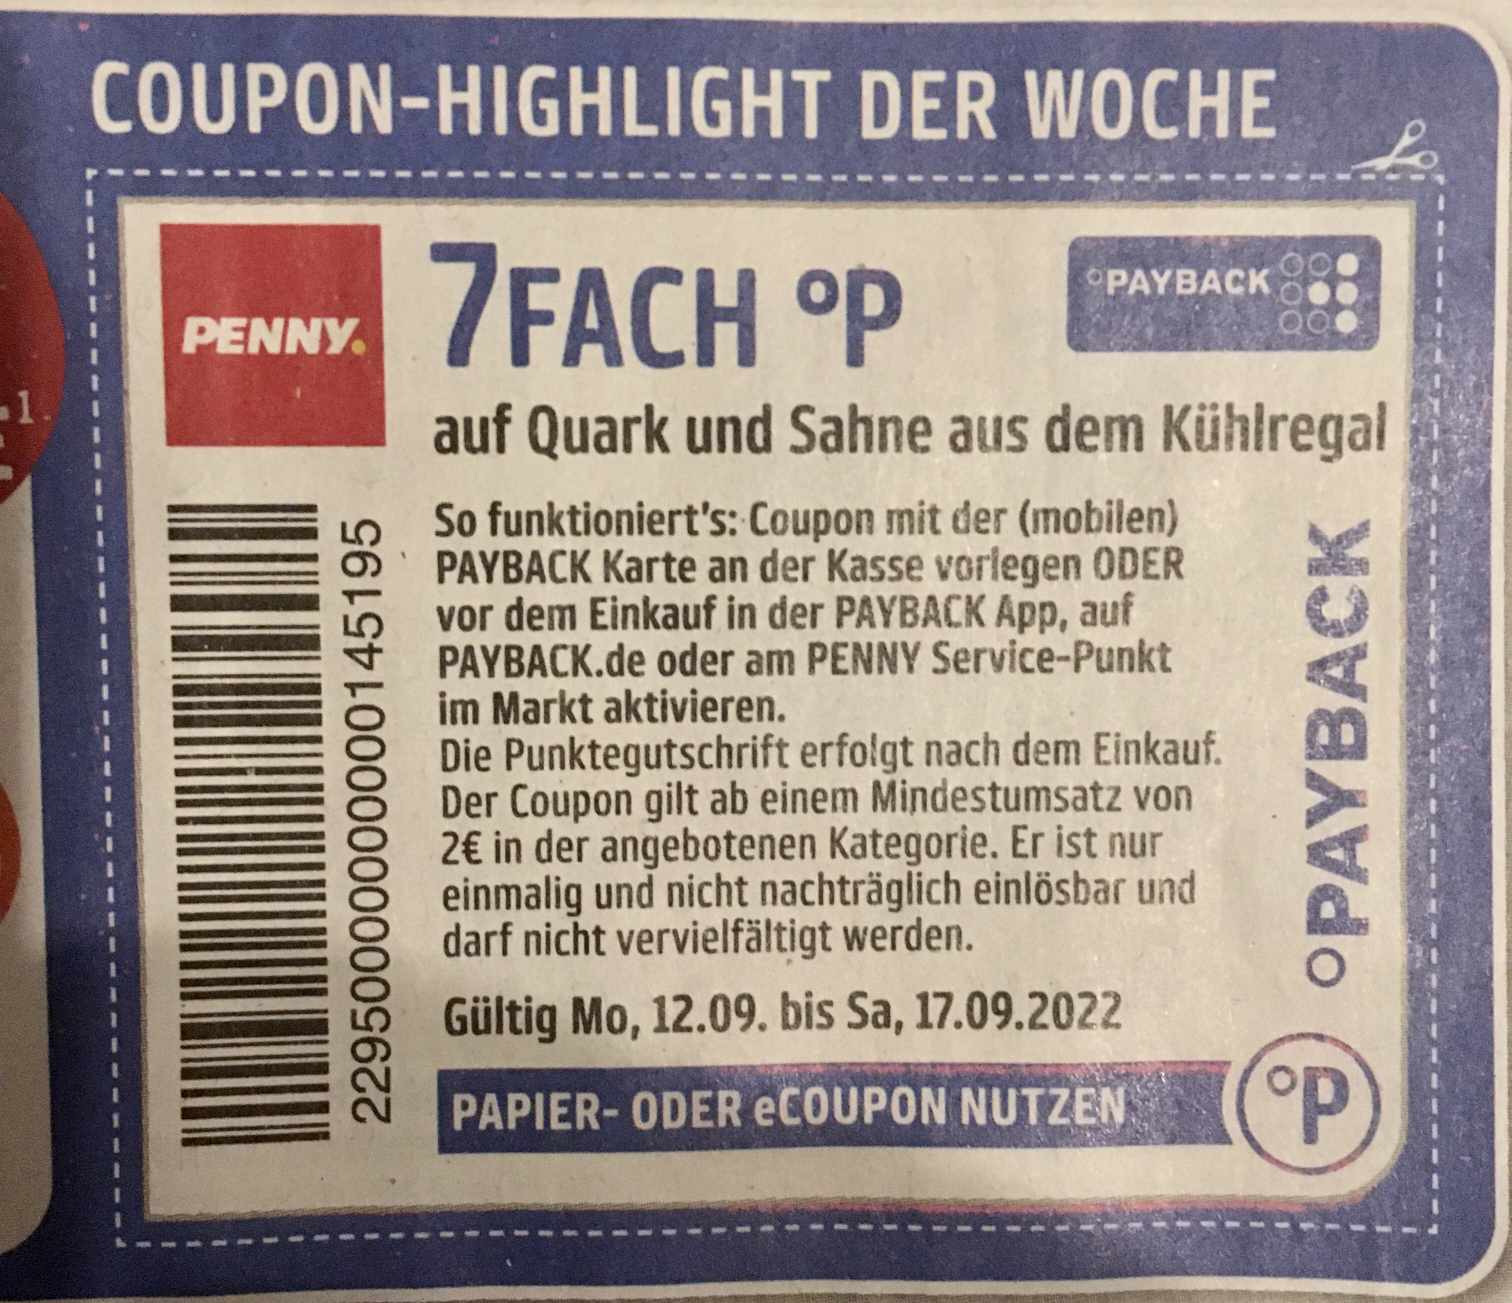 COUPON-HIGHLIGHT DER WOCHE
PENNY.
7FACH °P
°PAYBACK
auf Quark und Sahne aus dem Kühlregal
So funktioniert's: Coupon mit der (mobilen)
PAYBACK Karte an der Kasse vorlegen ODER
vor dem Einkauf in der PAYBACK App, auf
PAYBACK.de oder am PENNY Service-Punkt
im Markt aktivieren.
Die Punktegutschrift erfolgt nach dem Einkauf.
Der Coupon gilt ab einem Mindestumsatz von
2€ in der angebotenen Kategorie. Er ist nur
einmalig und nicht nachträglich einlösbar und
darf nicht vervielfältigt werden.
Gültig Mo, 12.09. bis Sa, 17.09.2022
PAPIER- ODER eCOUPON NUTZEN
°P
°PAYBACK